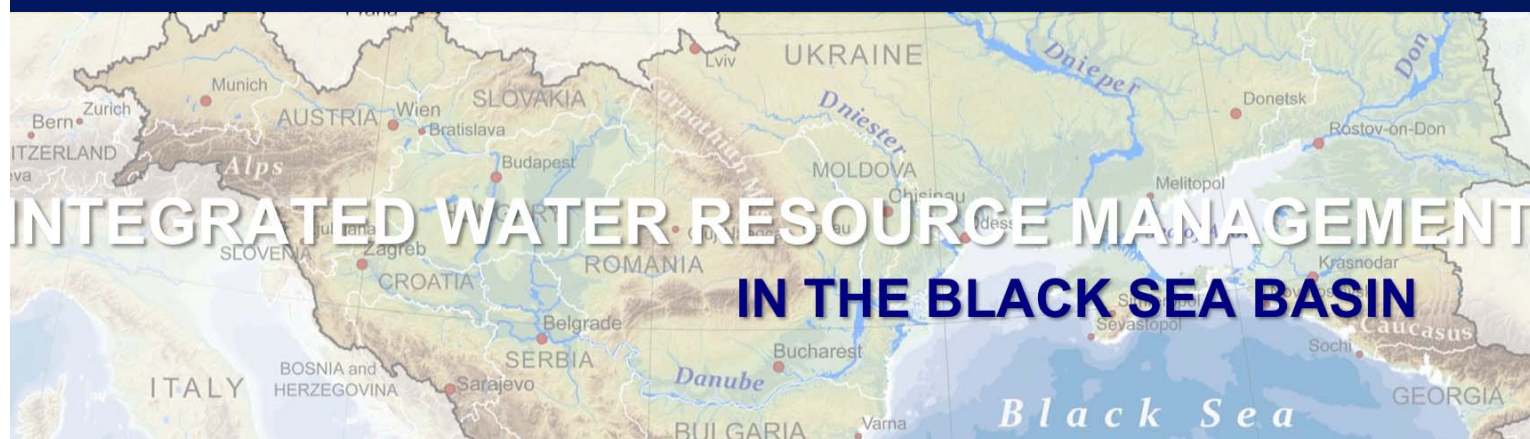 UKRAINE
Lviv
Dnieper
Don
Munich
Donetsk
Zurich
Bern
AUSTRIA
Wien
SLOVAKIA
Bratislava
Dniester
Rostov-on-Don
ITZERLAND
Alps
Budapest
MOLDOVA
Chisinau
Melitopol
INTEGRATED WATER RESOURCE MANAGEMENT
SLOVENIA
Zagreb
CROATIA
ROMANIA
Krasnodar
IN THE BLACK SEA BASIN
Sevastopol
Caucasus
Sochi
Belgrade
SERBIA
Bucharest
BOSNIA and
HERZEGOVINA
ITALY
Sarajevo
Danube
GEORGIA
Black Sea
BULGARIA
Varna